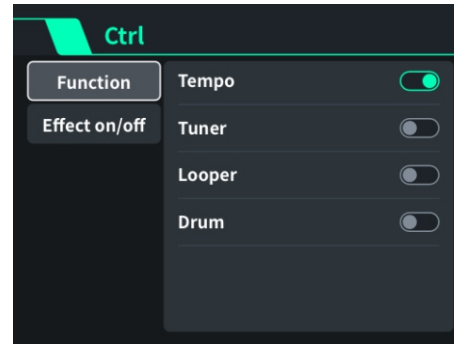 Ctrl
Function
Effect on/off
Tempo
Tuner
Looper
Drum